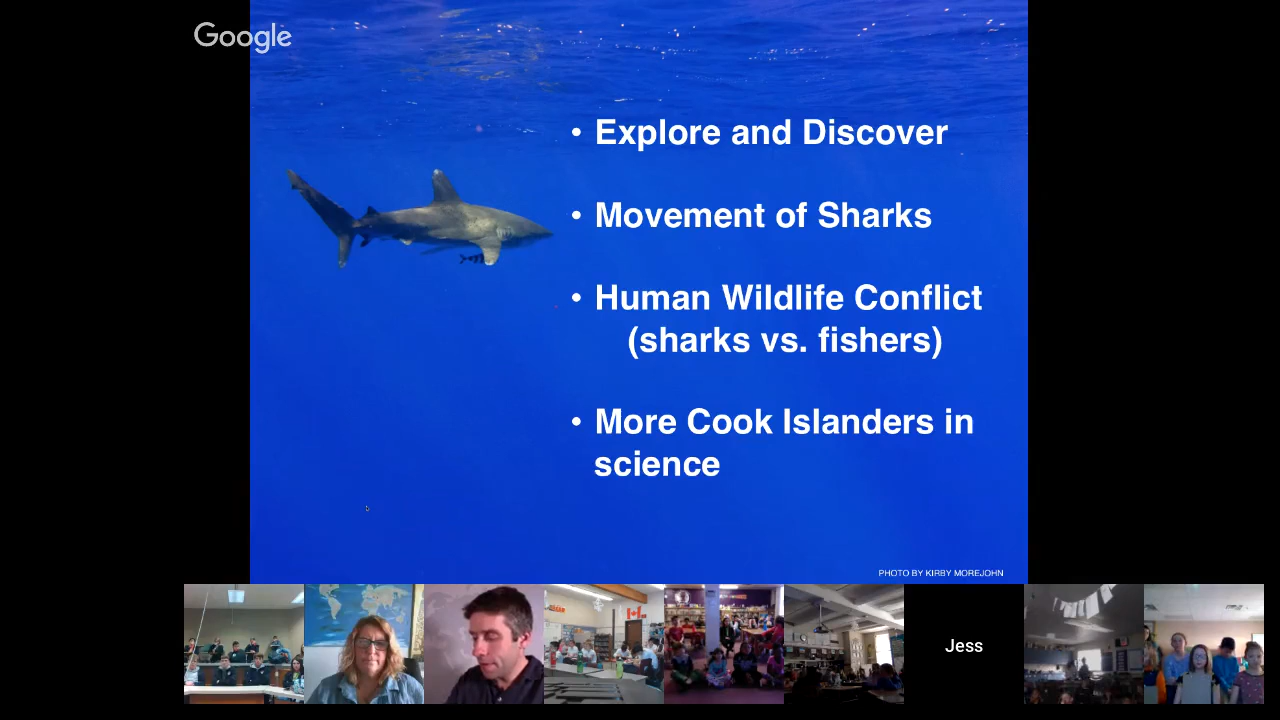 Google
• Explore and Discover
• Movement of Sharks
• Human Wildlife Conflict
(sharks vs. fishers)
• More Cook Islanders in
science
PHOTO BY KIRBY MOREJOHN
Jess